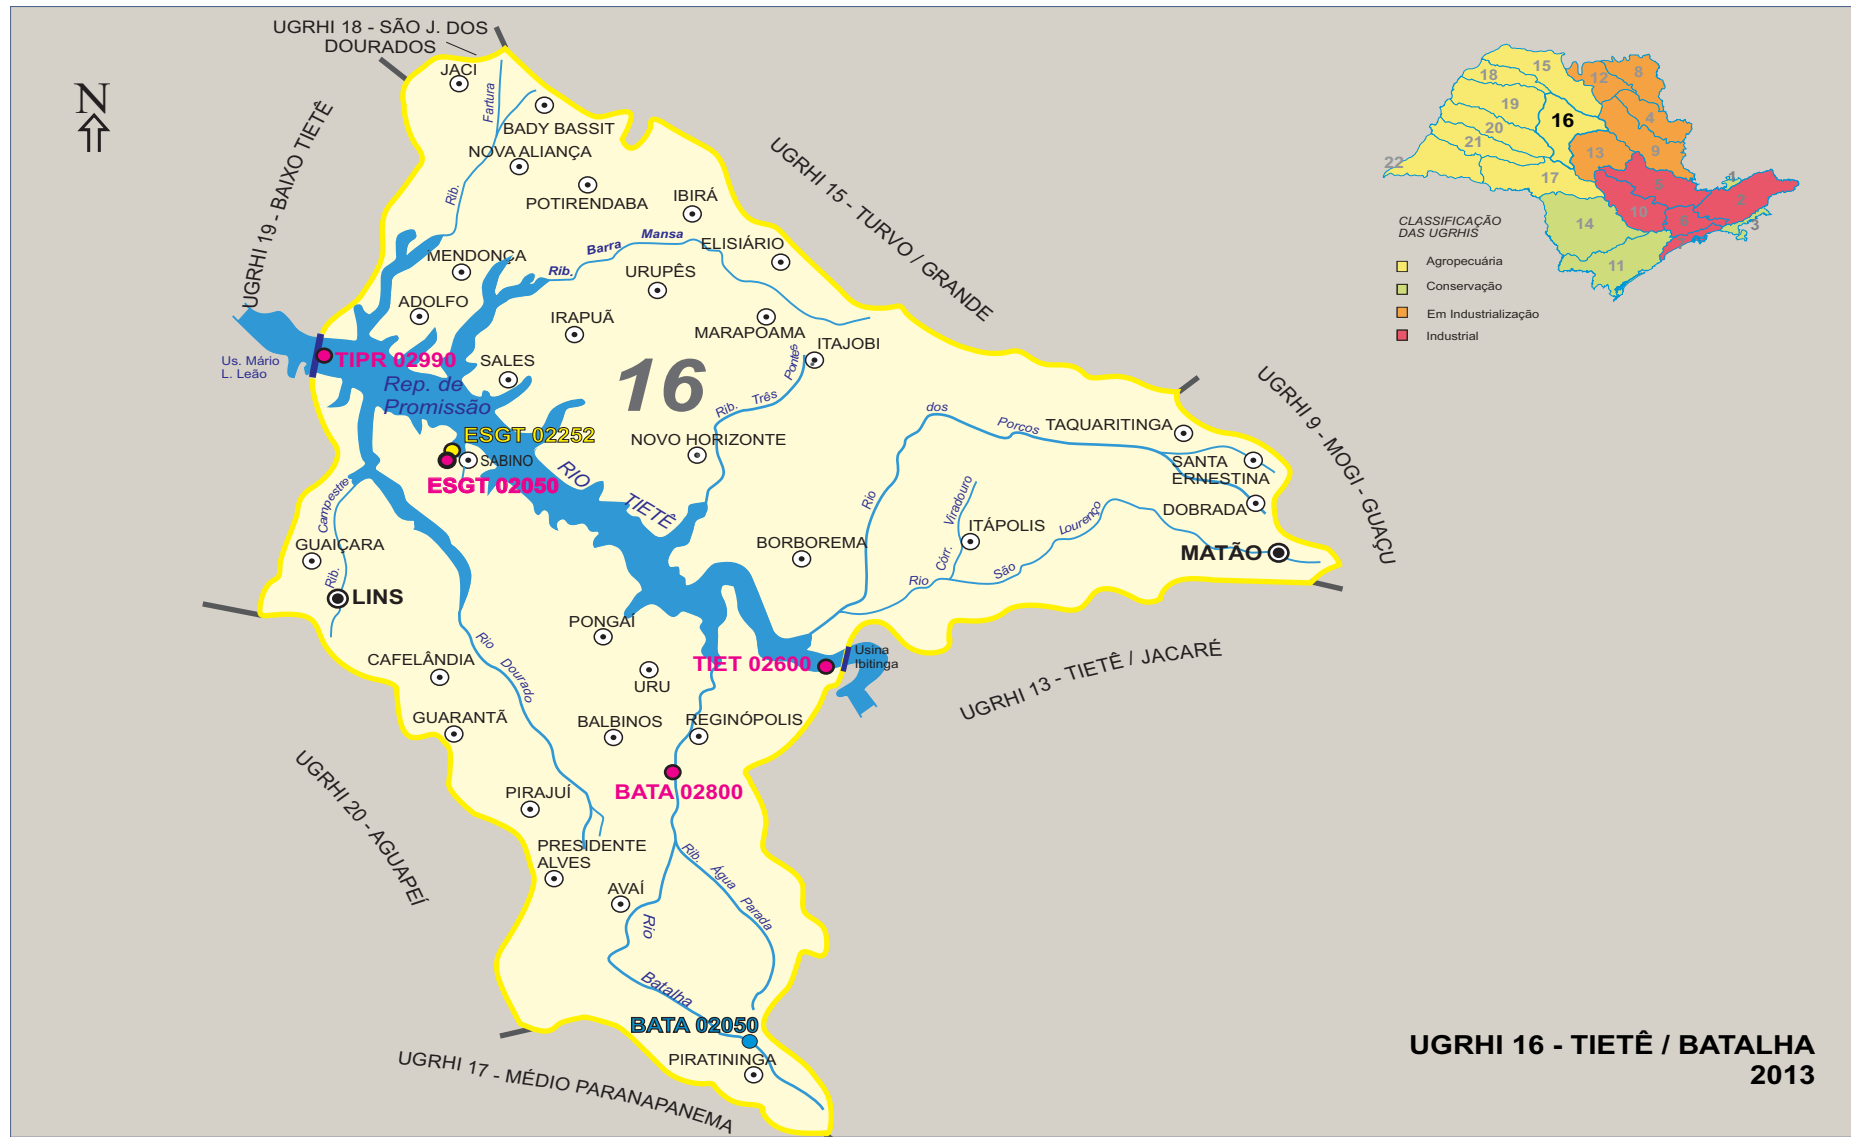 UGRHI 18 - SÃO J. DOS
DOURADOS
N
JACI
Fartura
Rib.
BADY BASSIT
NOVA ALIANÇA
POTIRENDABA
IBIRÁ
UGRHI 19 - BAIXO TIETÊ
UGRHI 15 - TURVO / GRANDE
MENDONÇA
Rib.
Barra
Mansa
ELISIÁRIO
URUPÊS
ADOLFO
IRAPUÃ
MARAPOAMA
ITAJOBI
Us. Mário
L. Leão
TIPR 02990
Rep. de
Promissão
SALES
16
Rib.
Três
Pontes
ESGT 02252
SABINO
ESGT 02050
NOVO HORIZONTE
RIO
TIETÊ
Rio
dos
Porcos
TAQUARITINGA
SANTA
ERNESTINA
DOBRADA
UGRHI 9 - MOGI - GUAÇU
Campestre
Rib.
GUAIÇARA
LINS
BORBOREMA
Córr.
Viradouro
ITÁPOLIS
Rio
São
Lourenço
MATÃO
PONGAÍ
CAFELÂNDIA
Rio
Dourado
URU
TIET 02600
Usina
Ibitinga
UGRHI 13 - TIETÊ / JACARÉ
GUARANTÃ
BALBINOS
REGINÓPOLIS
UGRHI 20 - AGUAPEÍ
BATA 02800
PIRAJUÍ
PRESIDENTE
ALVES
AVAÍ
Rib.
Água
Parada
Rio
Batalha
BATA 02050
PIRATININGA
UGRHI 17 - MÉDIO PARANAPANEMA
15
18
12
8
19
16
4
20
21
13
9
22
17
1
5
2
10
6
3
14
7
11
CLASSIFICAÇÃO
DAS UGRHIS
Agropecuária
Conservação
Em Industrialização
Industrial
UGRHI 16 - TIETÊ / BATALHA
2013